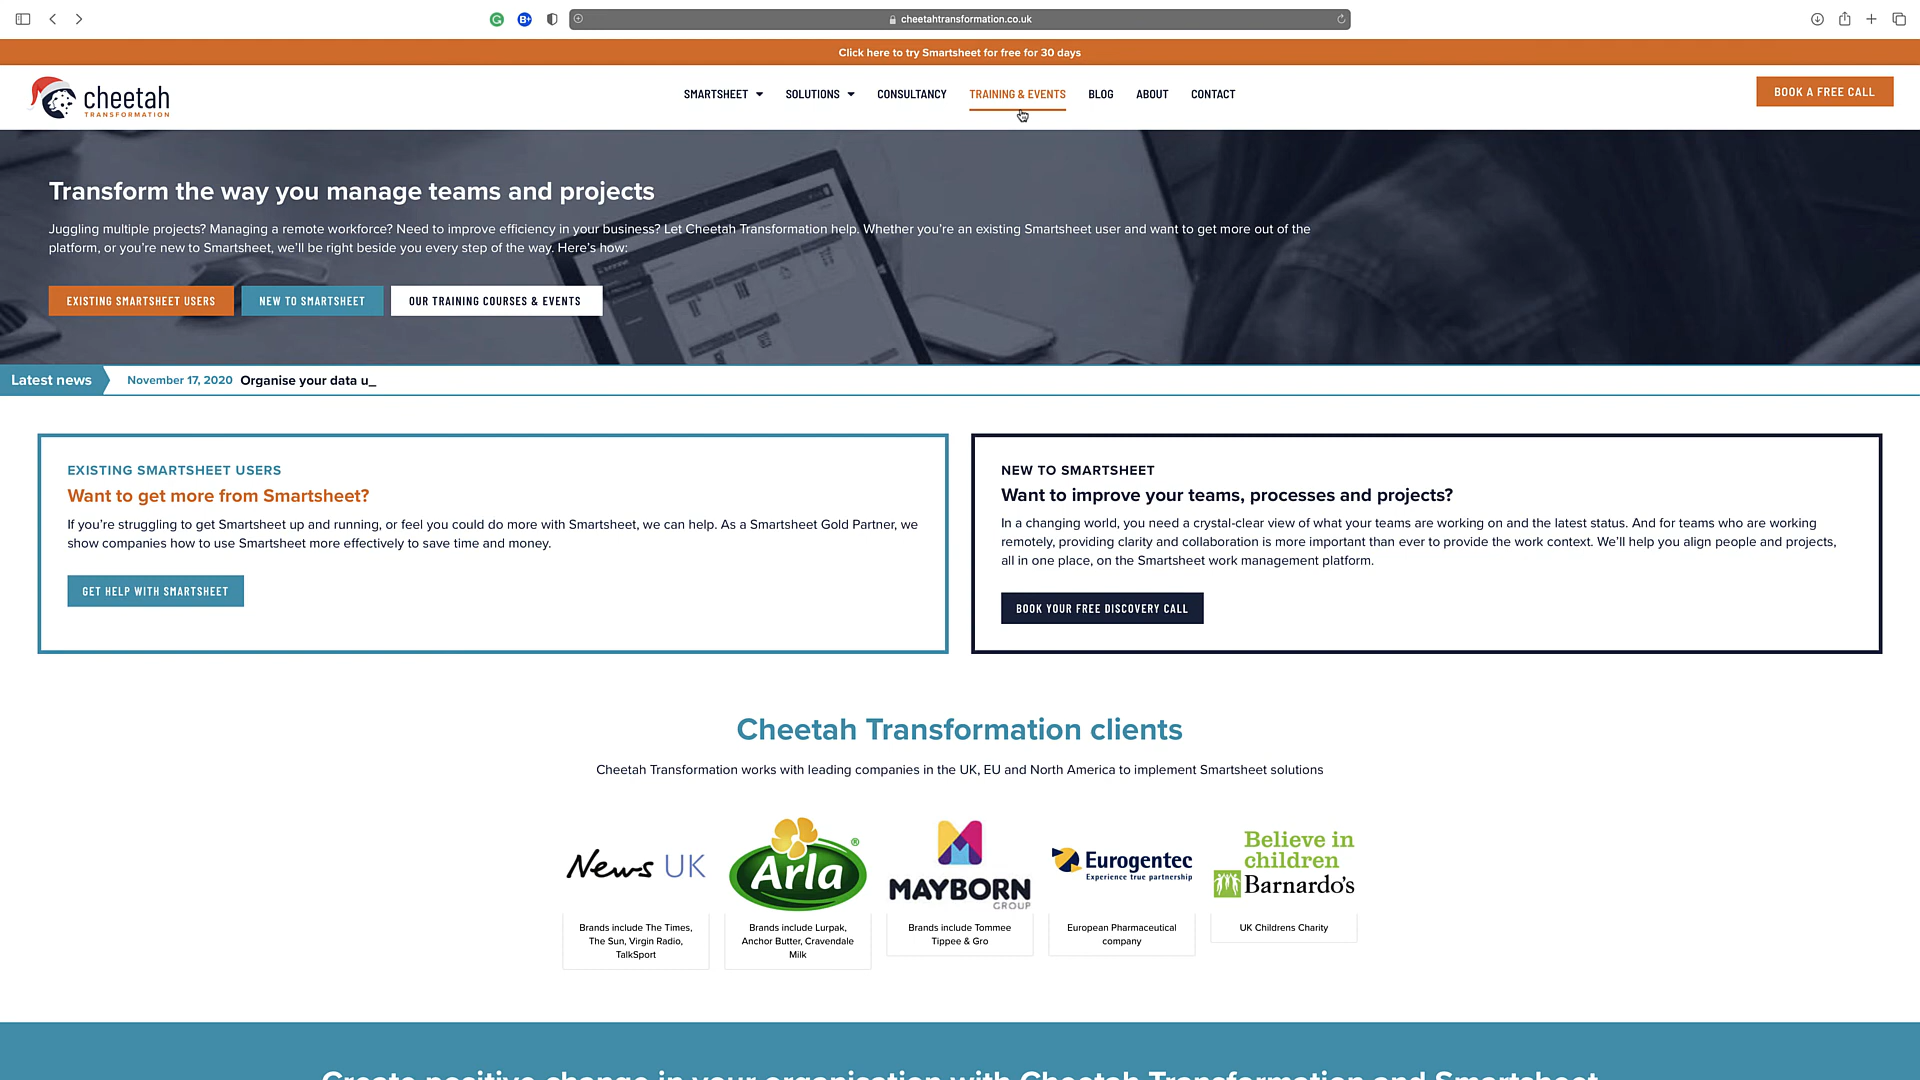 cheetahtransformation.co.uk
Click here to try Smartsheet for free for 30 days
cheetah
TRANSFORMATION
SMARTSHEET
SOLUTIONS
CONSULTANCY
TRAINING & EVENTS
BLOG
ABOUT
CONTACT
BOOK A FREE CALL
Transform the way you manage teams and projects
Juggling multiple projects? Managing a remote workforce? Need to improve efficiency in your business? Let Cheetah Transformation help. Whether you're an existing Smartsheet user and want to get more out of the
platform, or you're new to Smartsheet, we'll be right beside you every step of the way. Here's how:
EXISTING SMARTSHEET USERS
NEW TO SMARTSHEET
OUR TRAINING COURSES & EVENTS
Latest news
November 17, 2020 Organise your data u_
EXISTING SMARTSHEET USERS
Want to get more from Smartsheet?
If you're struggling to get Smartsheet up and running, or feel you could do more with Smartsheet, we can help. As a Smartsheet Gold Partner, we
show companies how to use Smartsheet more effectively to save time and money.
GET HELP WITH SMARTSHEET
NEW TO SMARTSHEET
Want to improve your teams, processes and projects?
In a changing world, you need a crystal-clear view of what your teams are working on and the latest status. And for teams who are working
remotely, providing clarity and collaboration is more important than ever to provide the work context. We'll help you align people and projects,
all in one place, on the Smartsheet work management platform.
BOOK YOUR FREE DISCOVERY CALL
Cheetah Transformation clients
Cheetah Transformation works with leading companies in the UK, EU and North America to implement Smartsheet solutions
News UK
Brands include The Times,
The Sun, Virgin Radio,
TalkSport
Arla ®
Brands include Lurpak,
Anchor Butter, Cravendale
Milk
MAYBORN
GROUP
Brands include Tommee
Tippee & Gro
Eurogentec
Experience true partnership
European Pharmaceutical
company
Believe in
children
Barnardo's
UK Childrens Charity
Create positive change in your organisation with Cheetah Transformation and Smartsheet